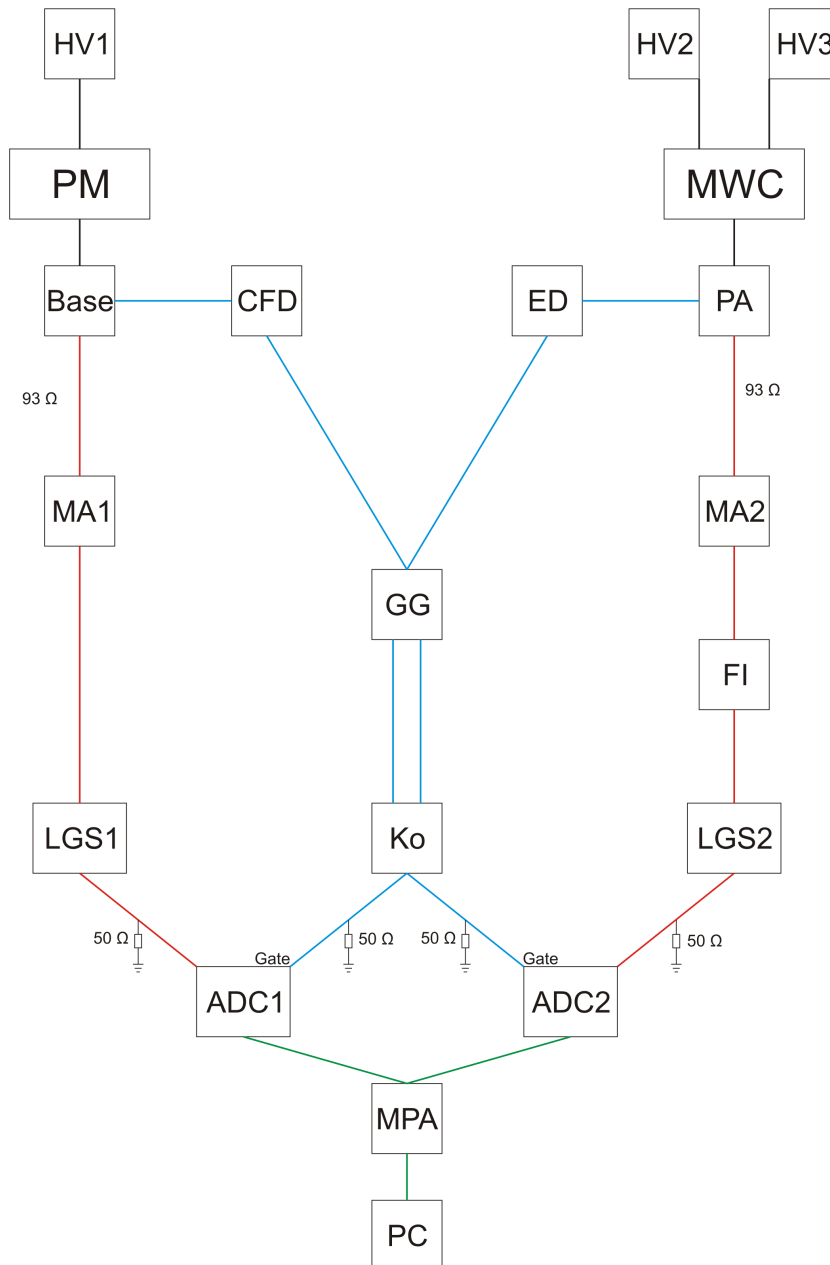 HV1
HV2
HV3
PM
MWC
Base
CFD
ED
PA
93 Ω
93 Ω
MA1
MA2
GG
FI
LGS1
Ko
LGS2
50 Ω
50 Ω
50 Ω
50 Ω
Gate
Gate
ADC1
ADC2
MPA
PC